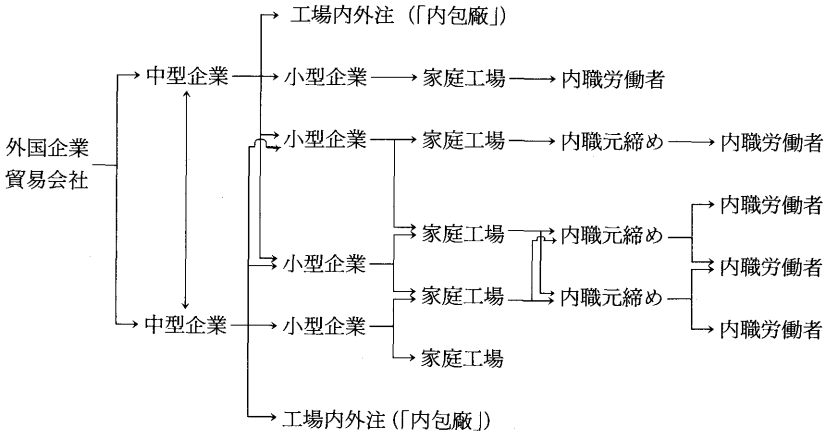 工場内外注(「内包廠」)
中型企業
小型企業
家庭工場
内職労働者
外国企業
貿易会社
小型企業
家庭工場
内職元締め
内職労働者
内職労働者
家庭工場
内職元締め
小型企業
内職労働者
家庭工場
内職元締め
中型企業
小型企業
内職労働者
家庭工場
工場内外注(「内包廠」)